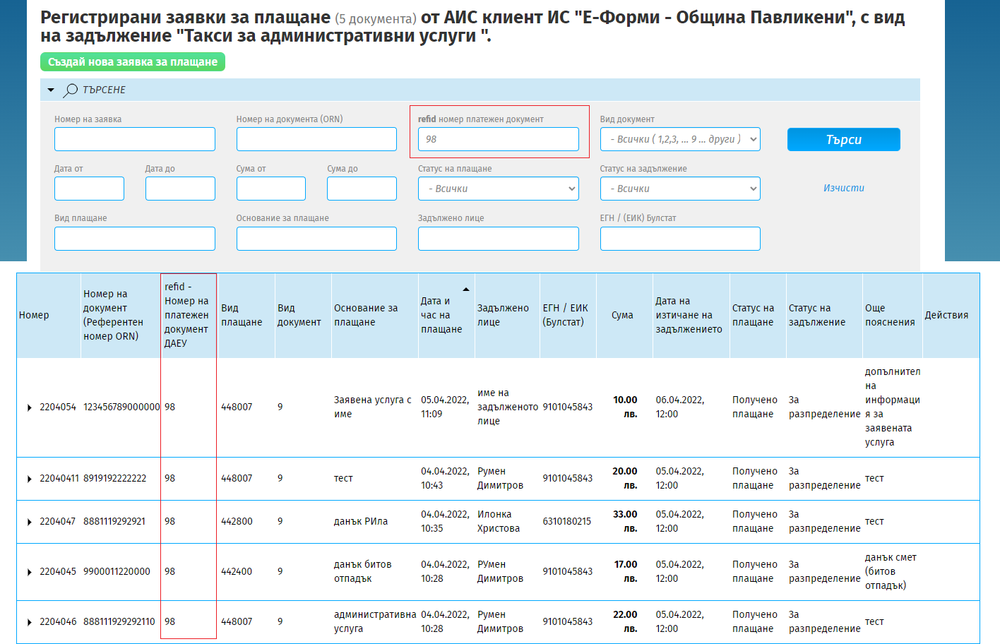 Регистрирани заявки за плащане (5 документа) от АИС клиент ИС "Е-Форми - Община Павликени", с вид
на задължение "Такси за административни услуги ".
Създай нова заявка за плащане
ТЪРСЕНЕ
Номер на заявка
Номер на документа (ORN)
refid номер платежен документ
Вид документ
98
- Всички ( 1,2,3, ... 9 ... други )
Търси
Дата от
Дата до
Сума от
Сума до
Статус на плащане
Статус на задължение
- Всички
- Всички
Изчисти
Вид плащане
Основание за плащане
Задължено лице
ЕГН / (ЕИК) Булстат
Номер
Номер на
документ
(Референтен
номер ORN)
refid -
Номер на
платежен
документ
ДАЕУ
Вид
плащане
Вид
документ
Основание за
плащане
Дата и
час на
плащане
Задължено
лице
ЕГН / ЕИК
(Булстат)
Сума
Дата на
изтичане на
задължението
Статус на
плащане
Статус на
задължение
Още
пояснения
Действия
2204054
123456789000000
98
448007
9
Заявена услуга с
име
05.04.2022,
11:09
име на
задълженото
лице
9101045843
10.00
лв.
06.04.2022,
12:00
Получено
плащане
За
разпределение
допълнител
на
информаци
я за
заявената
услуга
22040411
8919192222222
98
448007
9
тест
04.04.2022,
10:43
Румен
Димитров
9101045843
20.00
лв.
05.04.2022,
12:00
Получено
плащане
За
разпределение
тест
2204047
8881119292921
98
442800
9
данък РИла
04.04.2022,
10:35
Илонка
Христова
6310180215
33.00
лв.
05.04.2022,
12:00
Получено
плащане
За
разпределение
тест
2204045
9900011220000
98
442400
9
данък битов
отпадък
04.04.2022,
10:28
РУмен
Димитров
9101045843
17.00
лв.
05.04.2022,
12:00
Получено
плащане
За
разпределение
данък смет
(битов
отпадък)
2204046
888111929292110
98
448007
9
административна
услуга
04.04.2022,
10:28
Румен
Димитров
9101045843
22.00
лв.
05.04.2022,
12:00
Получено
плащане
За
разпределение
тест